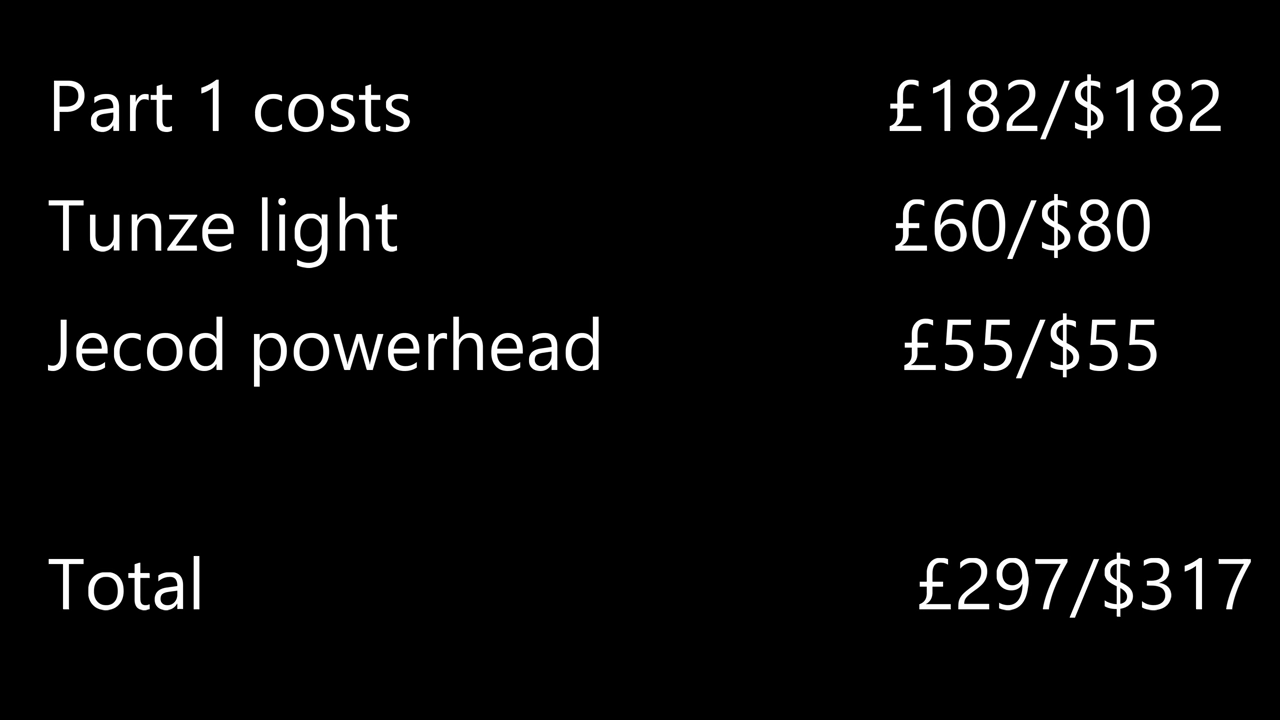 Part 1 costs £182/$182
Tunze light £60/$80
Jecod powerhead £55/$55
Total £297/$317